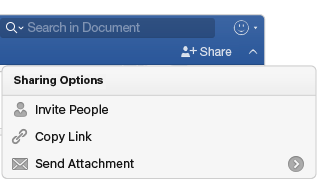 Search in Document
Share
Sharing Options
Invite People
Copy Link
Send Attachment